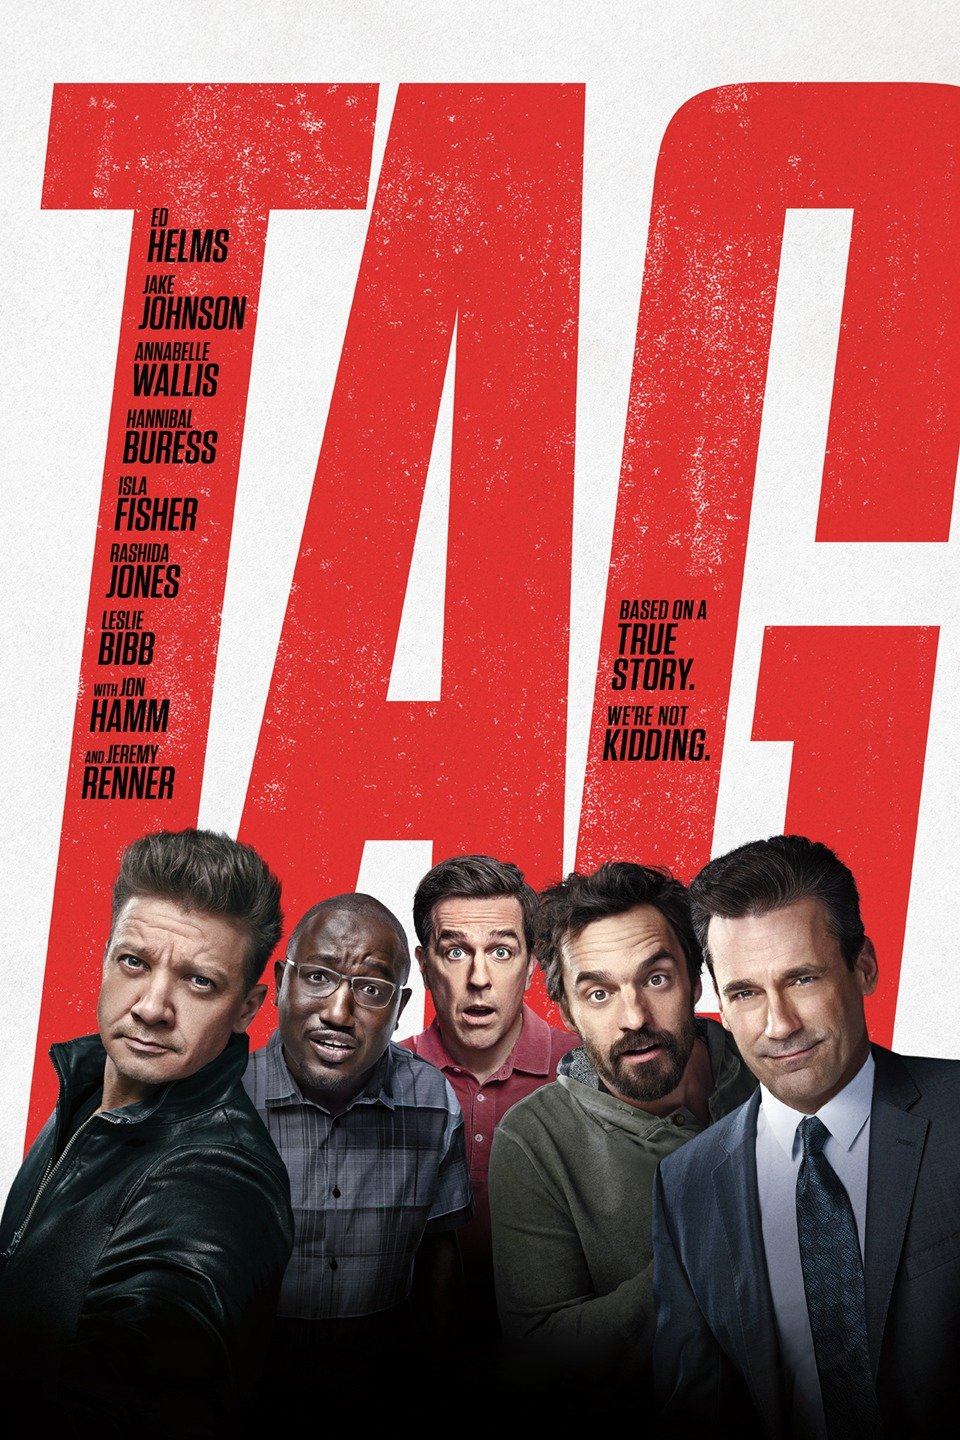 TAG
ED
HELMS
JAKE
JOHNSON
ANNABELLE
WALLIS
HANNIBAL
BURESS
ISLA
FISHER
RASHIDA
JONES
LESLIE
BIBB
WITH JON
HAMM
AND JEREMY
RENNER
BASED ON A
TRUE
STORY.
WE'RE NOT
KIDDING.